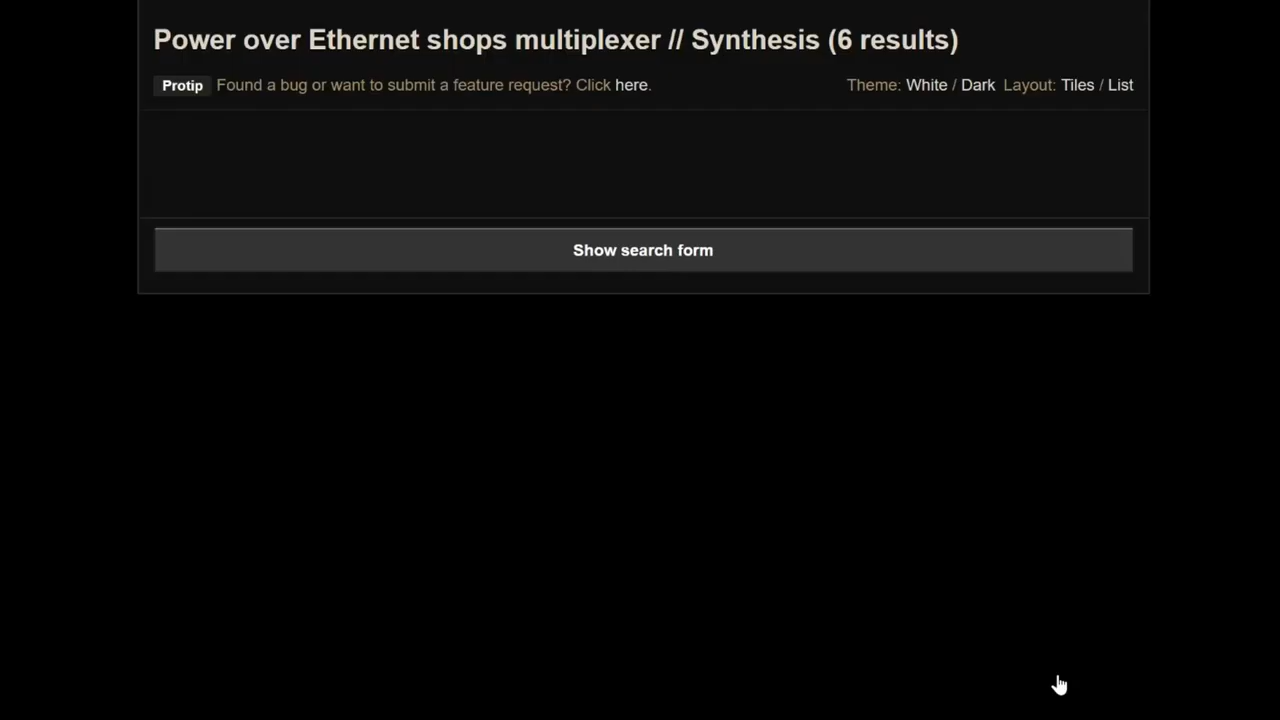 Power over Ethernet shops multiplexer // Synthesis (6 results)
Protip Found a bug or want to submit a feature request? Click here. Theme: White / Dark Layout: Tiles / List
Show search form